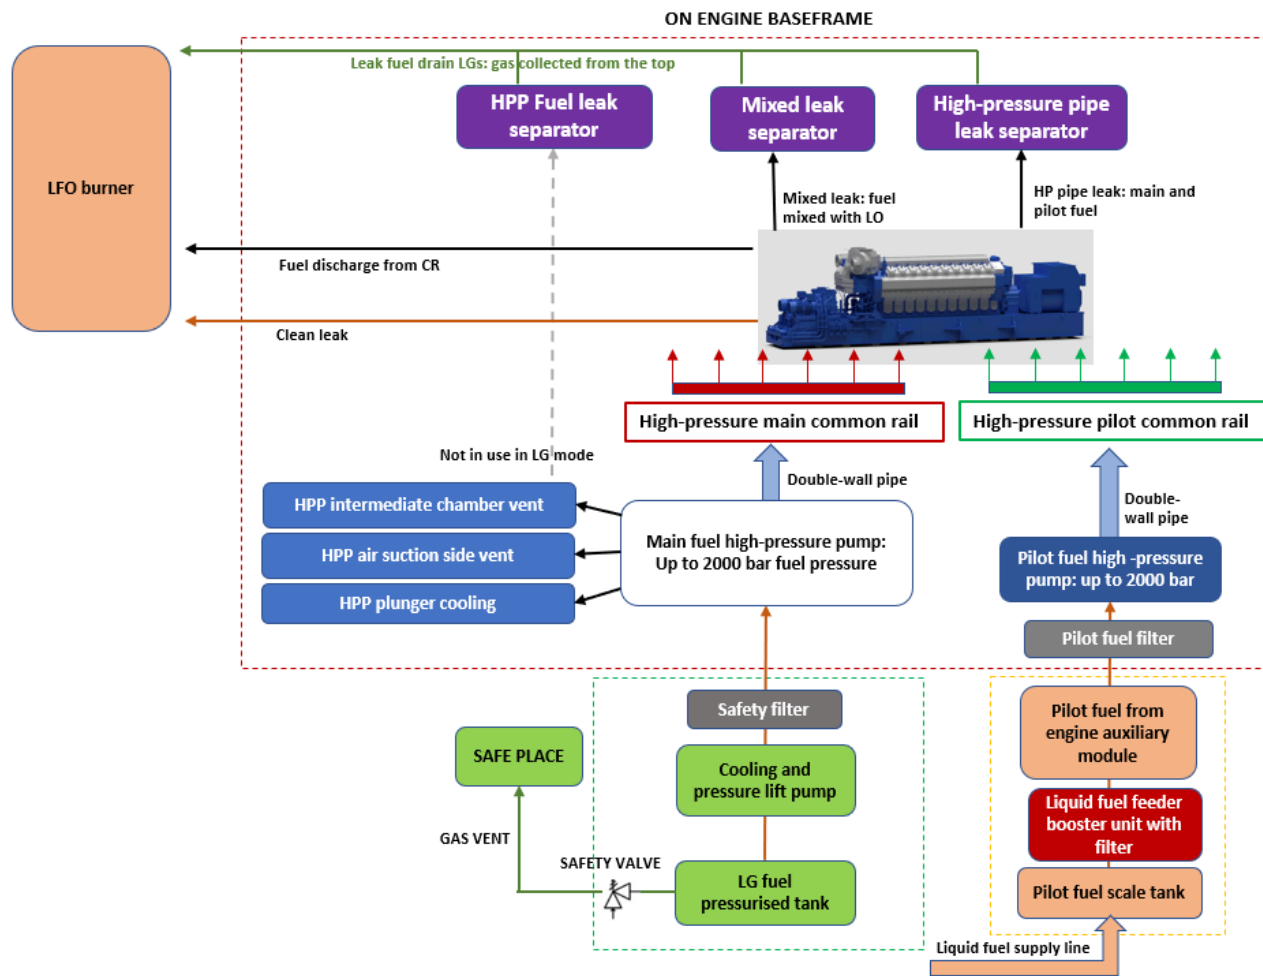 ON ENGINE BASEFRAME
Leak fuel drain LGs: gas collected from the top
HPP Fuel leak
separator
Mixed leak
separator
High-pressure pipe
leak separator
LFO burner
Mixed leak: fuel
mixed with LO
HP pipe leak: main and
pilot fuel
Fuel discharge from CR
Clean leak
High-pressure main common rail
High-pressure pilot common rail
Not in use in LG mode
Double-wall pipe
Double-
wall pipe
HPP intermediate chamber vent
HPP air suction side vent
HPP plunger cooling
Main fuel high-pressure pump:
Up to 2000 bar fuel pressure
Pilot fuel high -pressure
pump: up to 2000 bar
Pilot fuel filter
Safety filter
Pilot fuel from
engine auxiliary
module
SAFE PLACE
Cooling and
pressure lift pump
Liquid fuel feeder
booster unit with
filter
GAS VENT
SAFETY VALVE
LG fuel
pressurised tank
Pilot fuel scale tank
Liquid fuel supply line